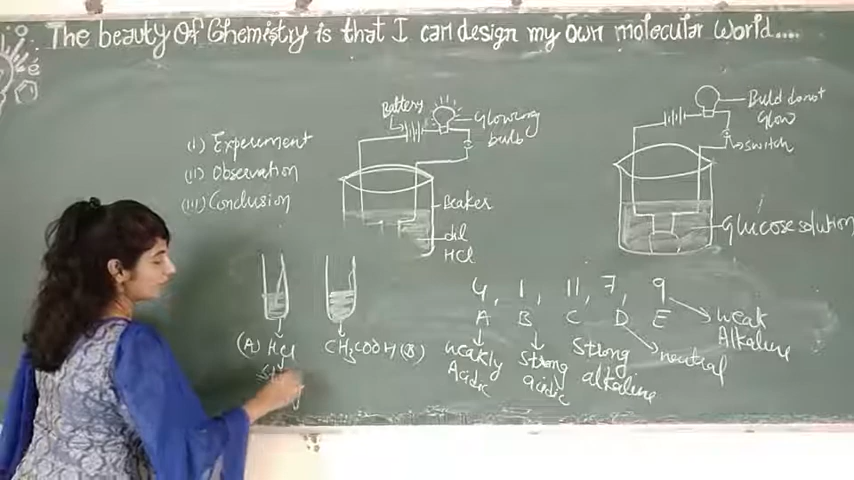 The beauty Of Chemistry is that I can design my own molecular World....
(i) Experiment
(ii) Observation
(iii) Conclusion
Battery
Glowing
bulb
Beaker
dil
HCl
Buld donot
Glow
switch
Glucose solution
4, 1, 11, 7, 9
A B C D E
weakly
Acidic
strong
acidic
Strong
alkaline
neutral
weak
Alkaline
(A) HCl
CH3COOH (B)